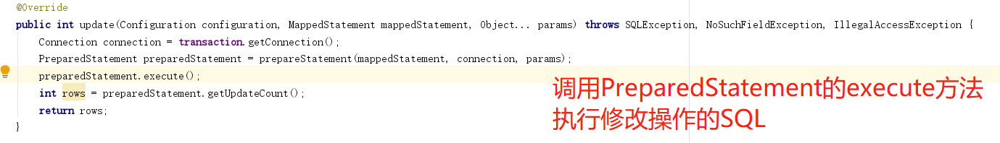 @Override
public int update(Configuration configuration, MappedStatement mappedStatement, Object... params) throws SQLException, NoSuchFieldException, IllegalAccessException {
Connection connection = transaction.getConnection();
PreparedStatement preparedStatement = prepareStatement(mappedStatement, connection, params);
preparedStatement.execute();
int rows = preparedStatement.getUpdateCount();
return rows;
}
调用PreparedStatement的execute方法
执行修改操作的SQL